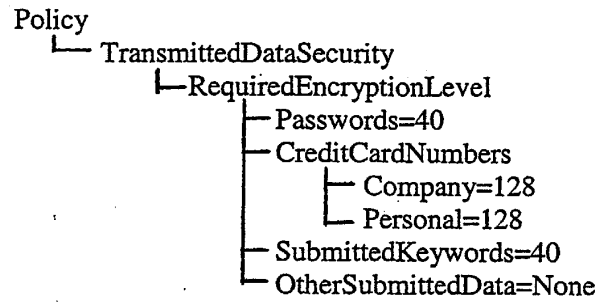 Policy
TransmittedDataSecurity
RequiredEncryptionLevel
Passwords=40
CreditCardNumbers
Company=128
Personal=128
SubmittedKeywords=40
OtherSubmittedData=None